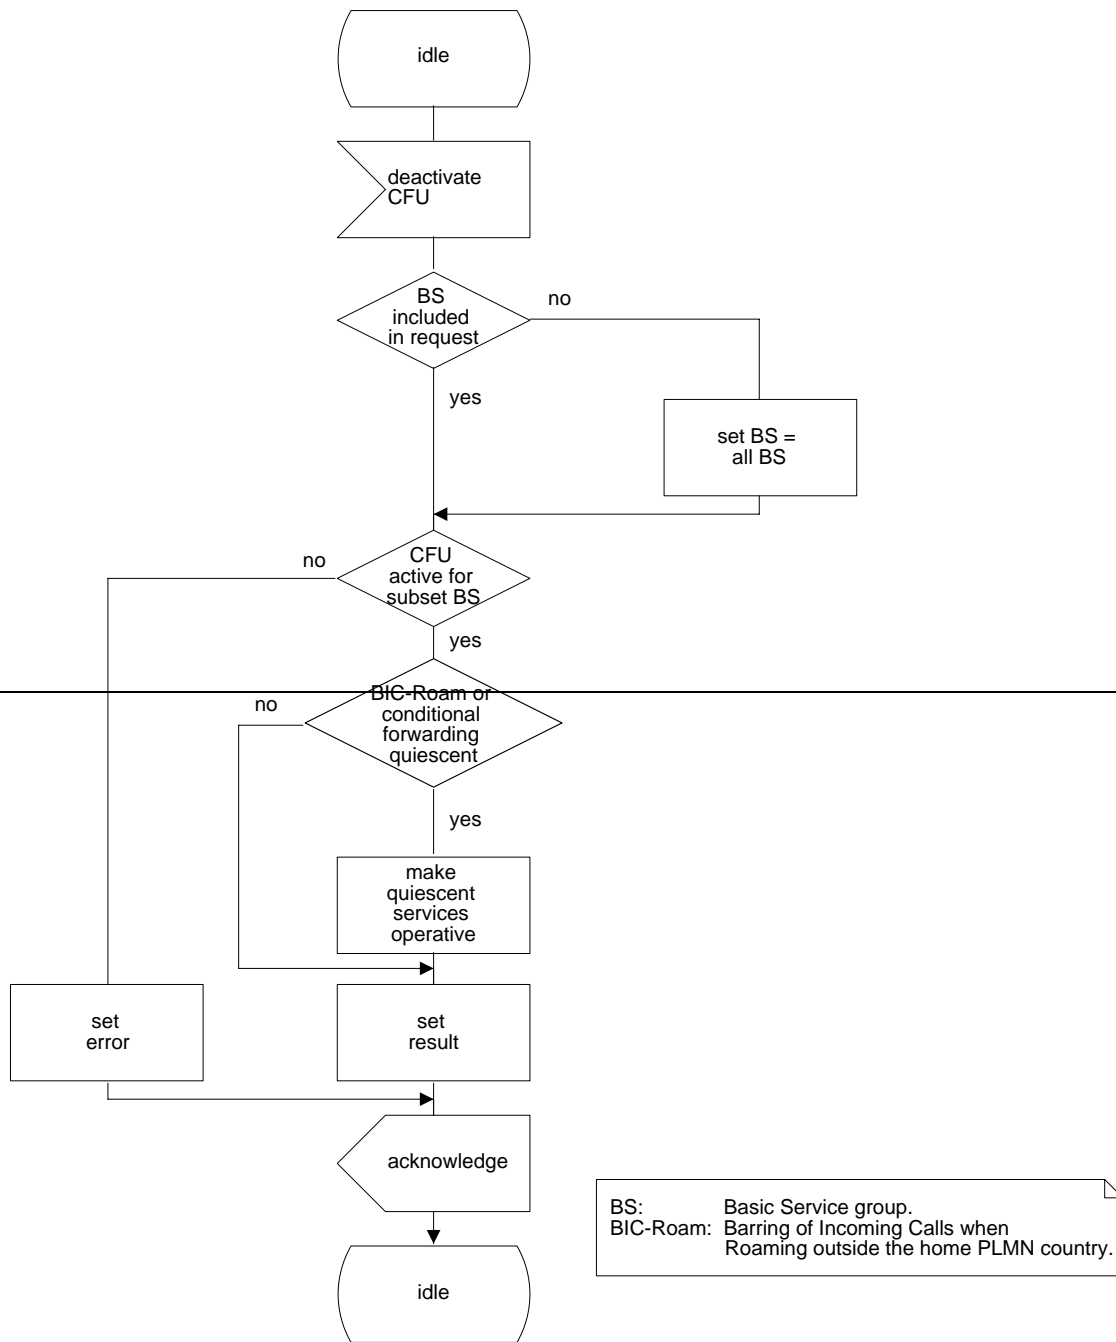 idle
deactivate
CFU
BS
included
in request
no
yes
set BS =
all BS
no
CFU
active for
subset BS
yes
no
BIC-Roam or
conditional
forwarding
quiescent
yes
make
quiescent
services
operative
set
error
set
result
acknowledge
BS: Basic Service group.
BIC-Roam: Barring of Incoming Calls when
Roaming outside the home PLMN country.
idle